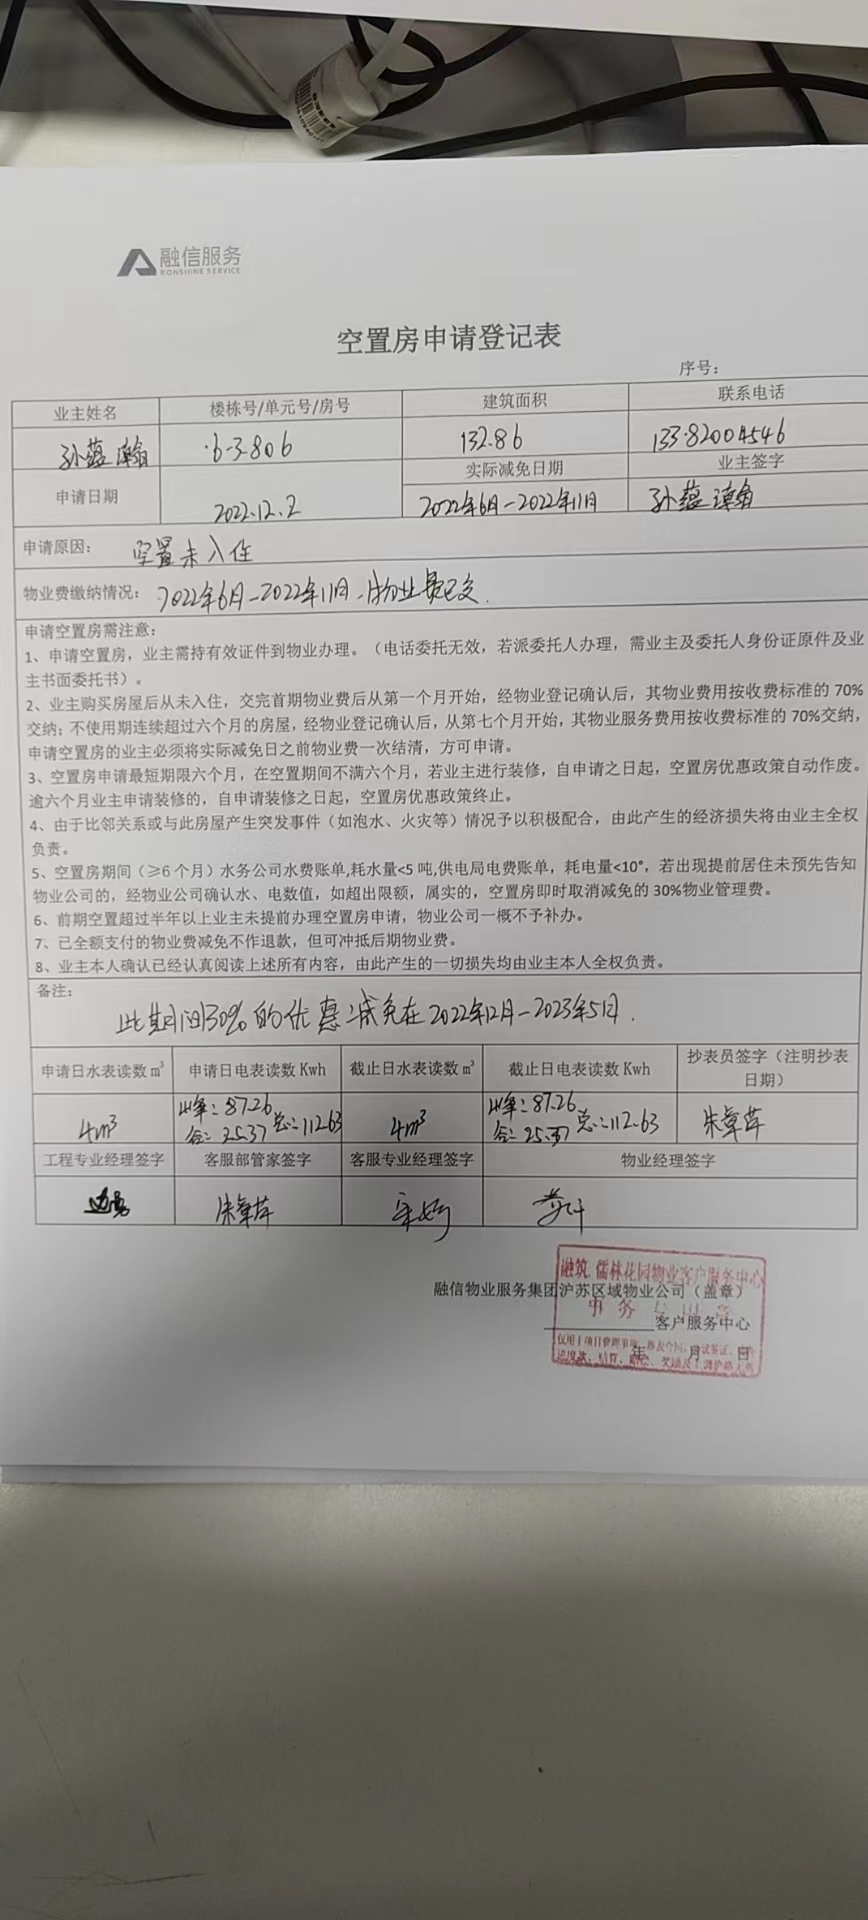 融信服务
RONSHINE SERVICE
空置房申请登记表
序号：
业主姓名 楼栋号/单元号/房号 建筑面积 联系电话
孙蕴瀚 6-3-806 132.86 133 82004546
申请日期 2022.12.2 实际减免日期 业主签字
2022年6月-2022年11月 孙蕴瀚
申请原因： 空置未入住
物业费缴纳情况： 2022年6月-2022年11月 物业费已交.
申请空置房需注意：
1、申请空置房，业主需持有效证件到物业办理。（电话委托无效，若派委托人办理，需业主及委托人身份证原件及业
主书面委托书）。
2、业主购买房屋后从未入住，交完首期物业费后从第一个月开始，经物业登记确认后，其物业费用按收费标准的 70%
交纳；不使用期连续超过六个月的房屋，经物业登记确认后，从第七个月开始，其物业服务费用按收费标准的 70%交纳，
申请空置房的业主必须将实际减免日之前物业费一次结清，方可申请。
3、空置房申请最短期限六个月，在空置期间不满六个月，若业主进行装修，自申请之日起，空置房优惠政策自动作废。
逾六个月业主申请装修的，自申请装修之日起，空置房优惠政策终止。
4、由于比邻关系或与此房屋产生突发事件（如泡水、火灾等）情况予以积极配合，由此产生的经济损失将由业主全权
负责。
5、空置房期间（≥6个月）水务公司水费账单,耗水量<5 吨,供电局电费账单，耗电量<10°，若出现提前居住未预先告知
物业公司的，经物业公司确认水、电数值，如超出限额，属实的，空置房即时取消减免的 30%物业管理费。
6、前期空置超过半年以上业主未提前办理空置房申请，物业公司一概不予补办。
7、已全额支付的物业费减免不作退款，但可冲抵后期物业费。
8、业主本人确认已经认真阅读上述所有内容，由此产生的一切损失均由业主本人全权负责。
备注：
此期间30%的优惠减免在2022年12月-2023年5月.
申请日水表读数 m³ 申请日电表读数 Kwh 截止日水表读数 m³ 截止日电表读数 Kwh 抄表员签字（注明抄表
日期）
4m³ 峰：87.26 总：112.63 4m³ 峰：87.26 总：112.63 朱章萍
谷：25.37 谷：25.37
工程专业经理签字 客服部管家签字 客服专业经理签字 物业经理签字
朱章萍
融筑 儒林花园物业客户服务中心
融信物业服务集团沪苏区域物业公司（盖章）
客户服务中心
年 月 日